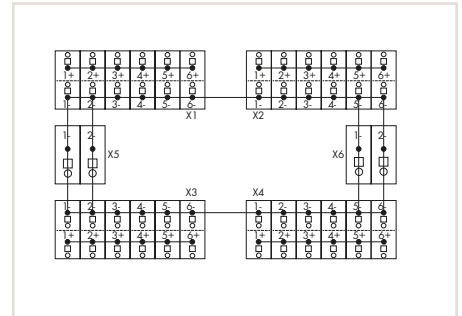 1+ 2+ 3+ 4+ 5+ 6+ 1+ 2+ 3+ 4+ 5+ 6+
1- 2- 3- 4- 5- 6- 1- 2- 3- 4- 5- 6-
X1 X2
1- 2- X5 X6 1- 2-
X3 X4
1- 2- 3- 4- 5- 6- 1- 2- 3- 4- 5- 6-
1+ 2+ 3+ 4+ 5+ 6+ 1+ 2+ 3+ 4+ 5+ 6+